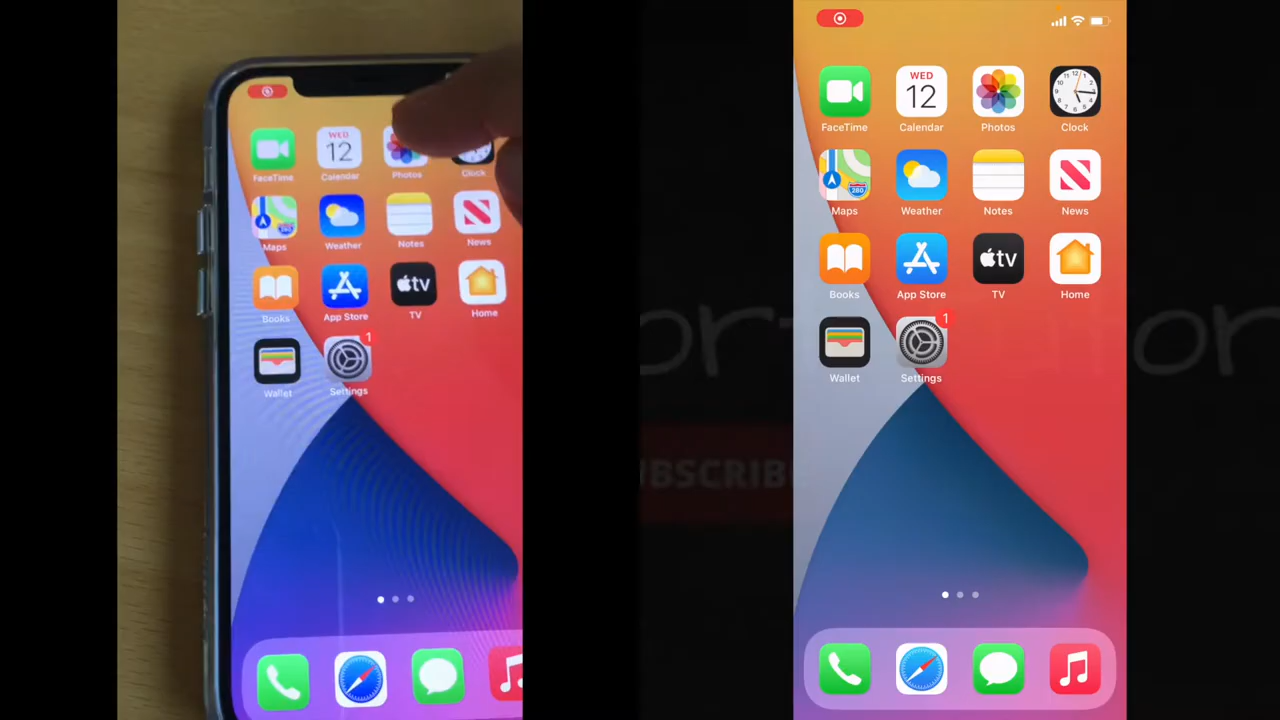 WED
12
FaceTime
Calendar
Photos
Clock
Maps
Weather
Notes
News
Books
App Store
tv
TV
Home
1
Wallet
Settings
WED
12
12
FaceTime
Calendar
Photos
Clock
280
Maps
Weather
Notes
News
Books
App Store
tv
TV
Home
1
Wallet
Settings